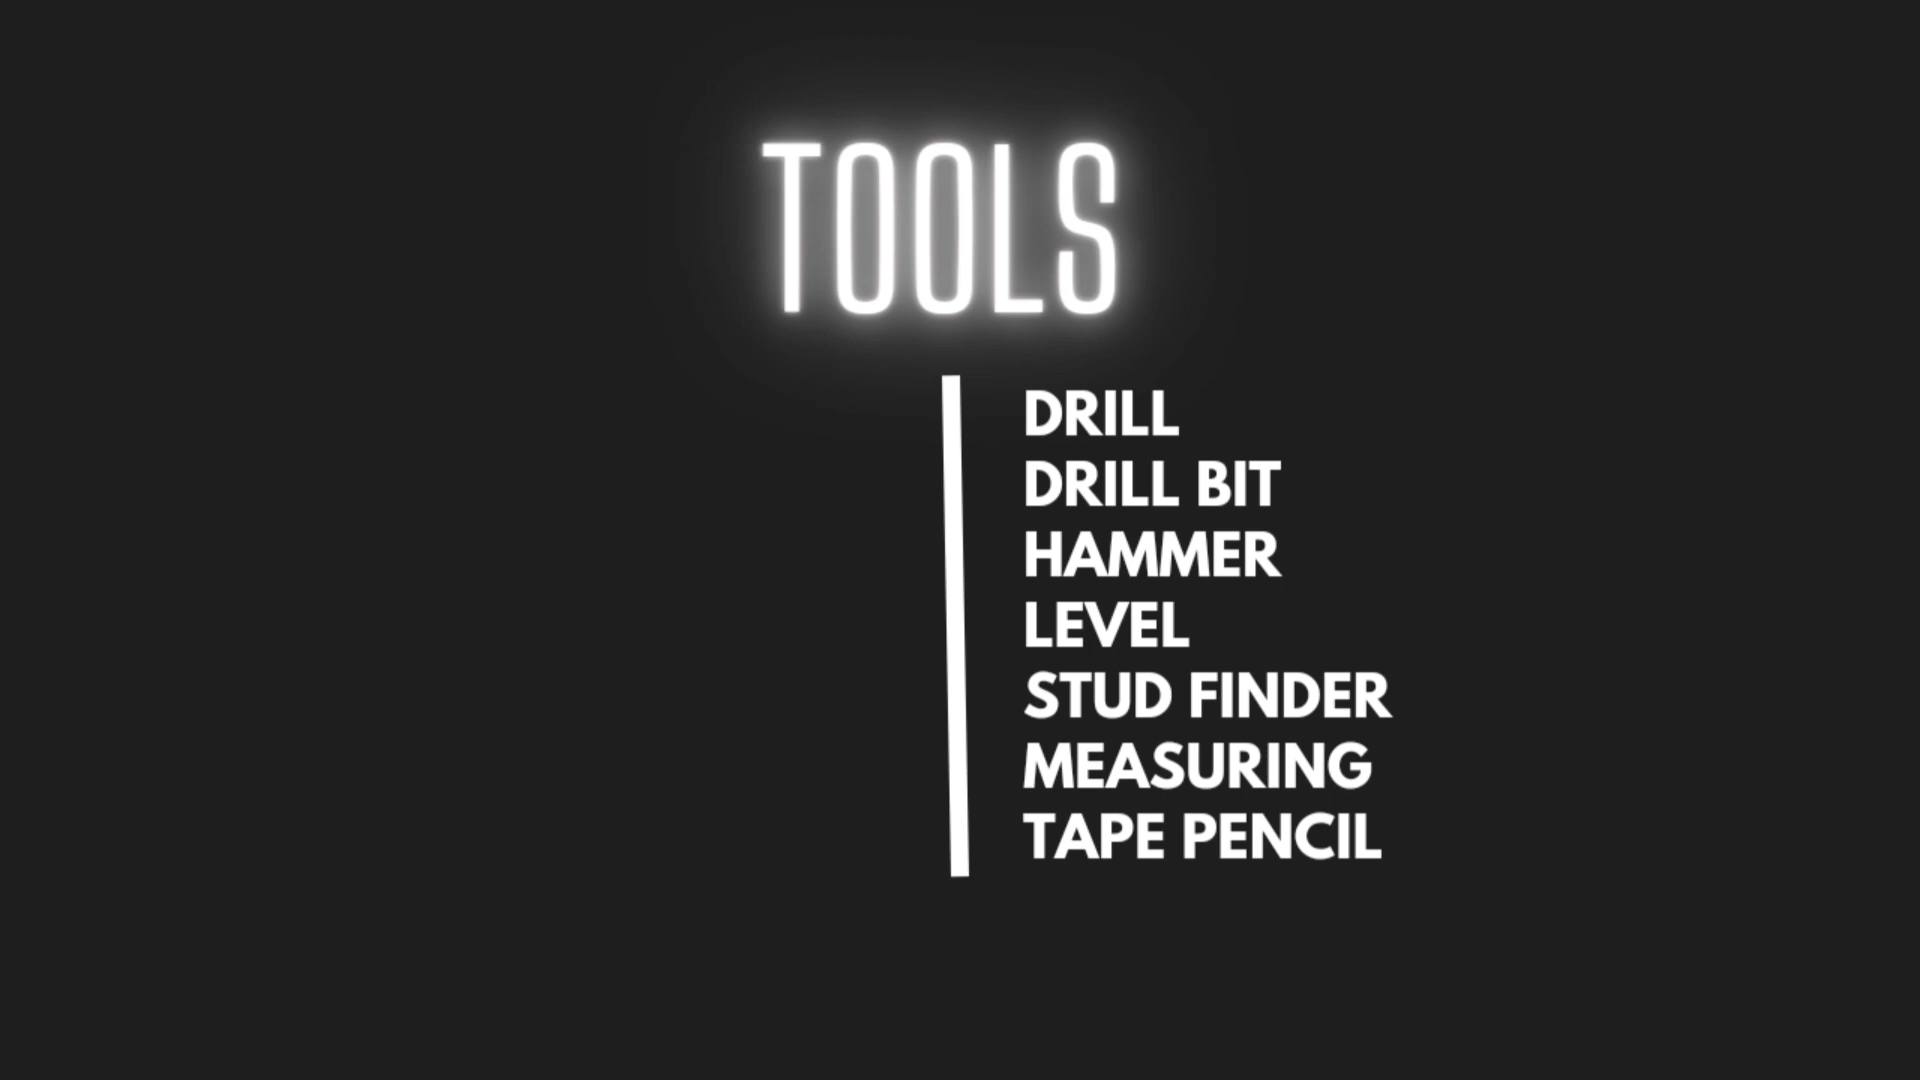 TOOLS
DRILL
DRILL BIT
HAMMER
LEVEL
STUD FINDER
MEASURING
TAPE PENCIL